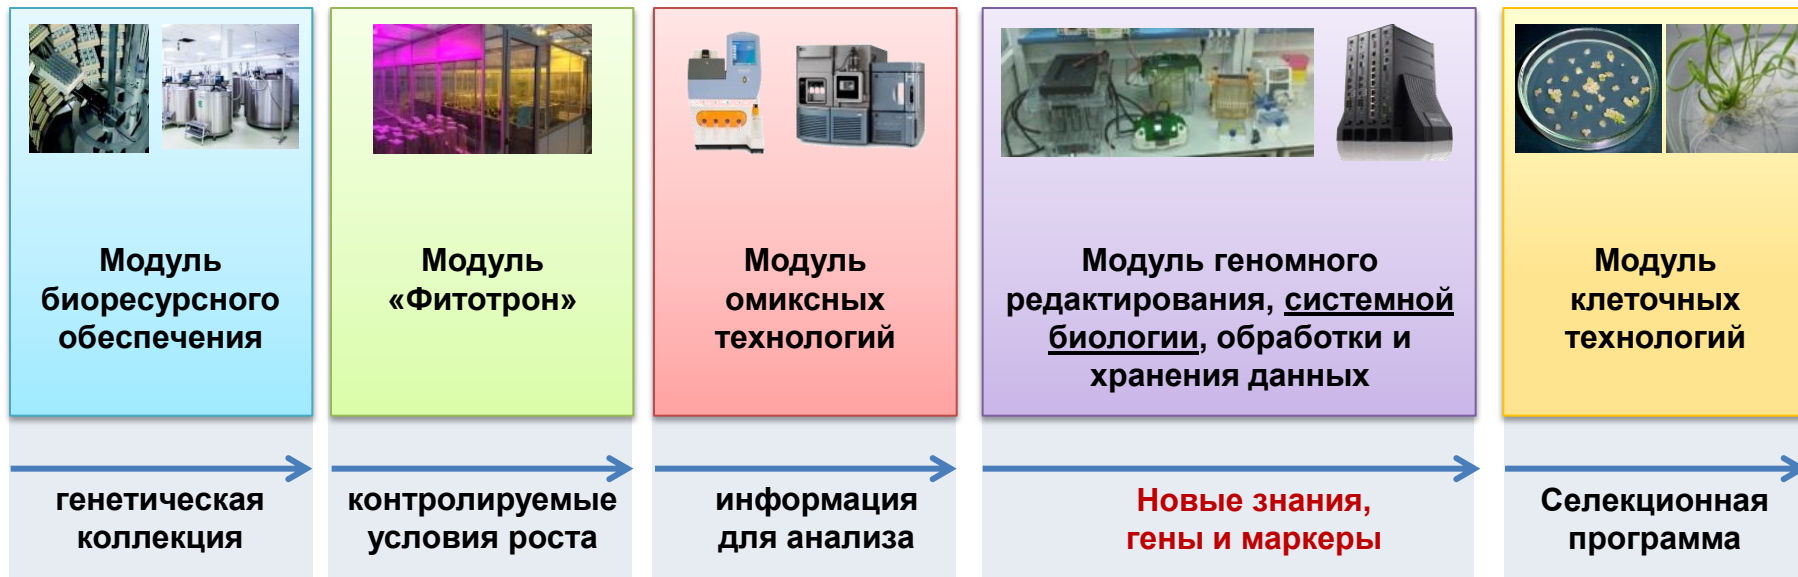 Модуль
биоресурсного
обеспечения
Модуль
«Фитотрон»
Модуль
омиксных
технологий
Модуль геномного
редактирования, системной
биологии, обработки и
хранения данных
Модуль
клеточных
технологий
генетическая
коллекция
контролируемые
условия роста
информация
для анализа
Новые знания,
гены и маркеры
Селекционная
программа